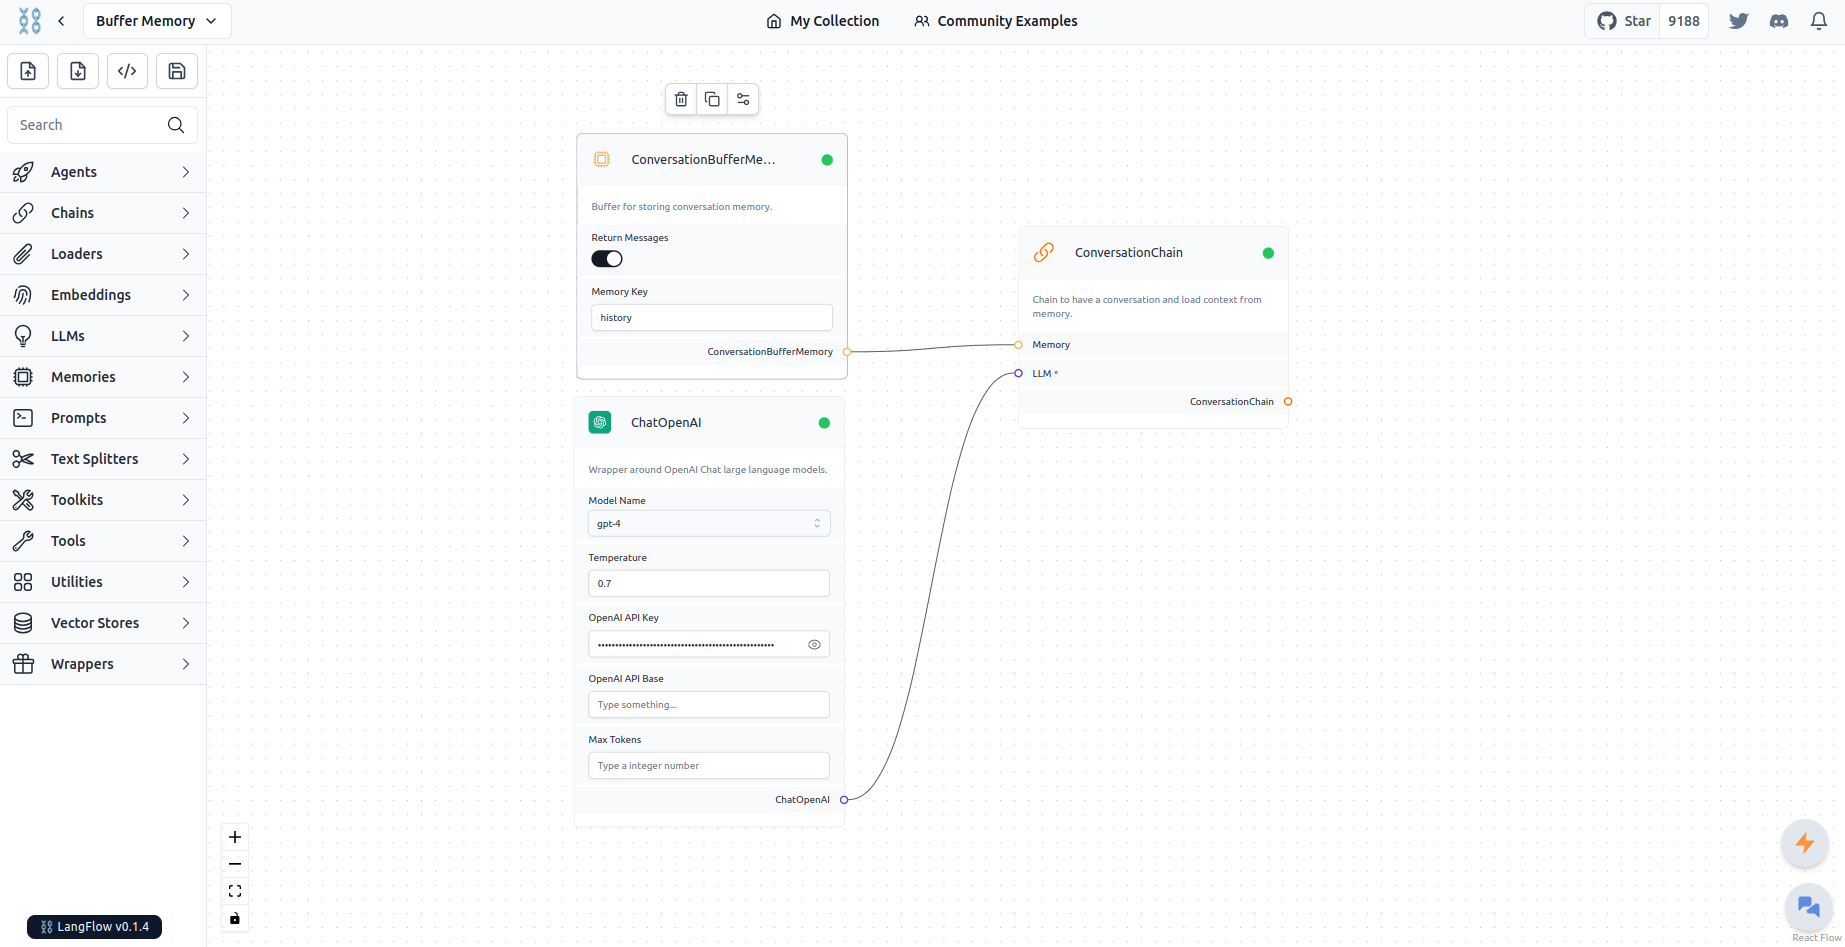 Buffer Memory
My Collection
Community Examples
Star
9188
Search
Agents
Chains
Loaders
Embeddings
LLMs
Memories
Prompts
Text Splitters
Toolkits
Tools
Utilities
Vector Stores
Wrappers
LangFlow v0.1.4
ConversationBufferMe...
Buffer for storing conversation memory.
Return Messages
Memory Key
history
ConversationBufferMemory
ChatOpenAI
Wrapper around OpenAI Chat large language models.
Model Name
gpt-4
Temperature
0.7
OpenAI API Key
OpenAI API Base
Type something...
Max Tokens
Type a integer number
ChatOpenAI
ConversationChain
Chain to have a conversation and load context from
memory.
Memory
LLM *
ConversationChain
React Flow